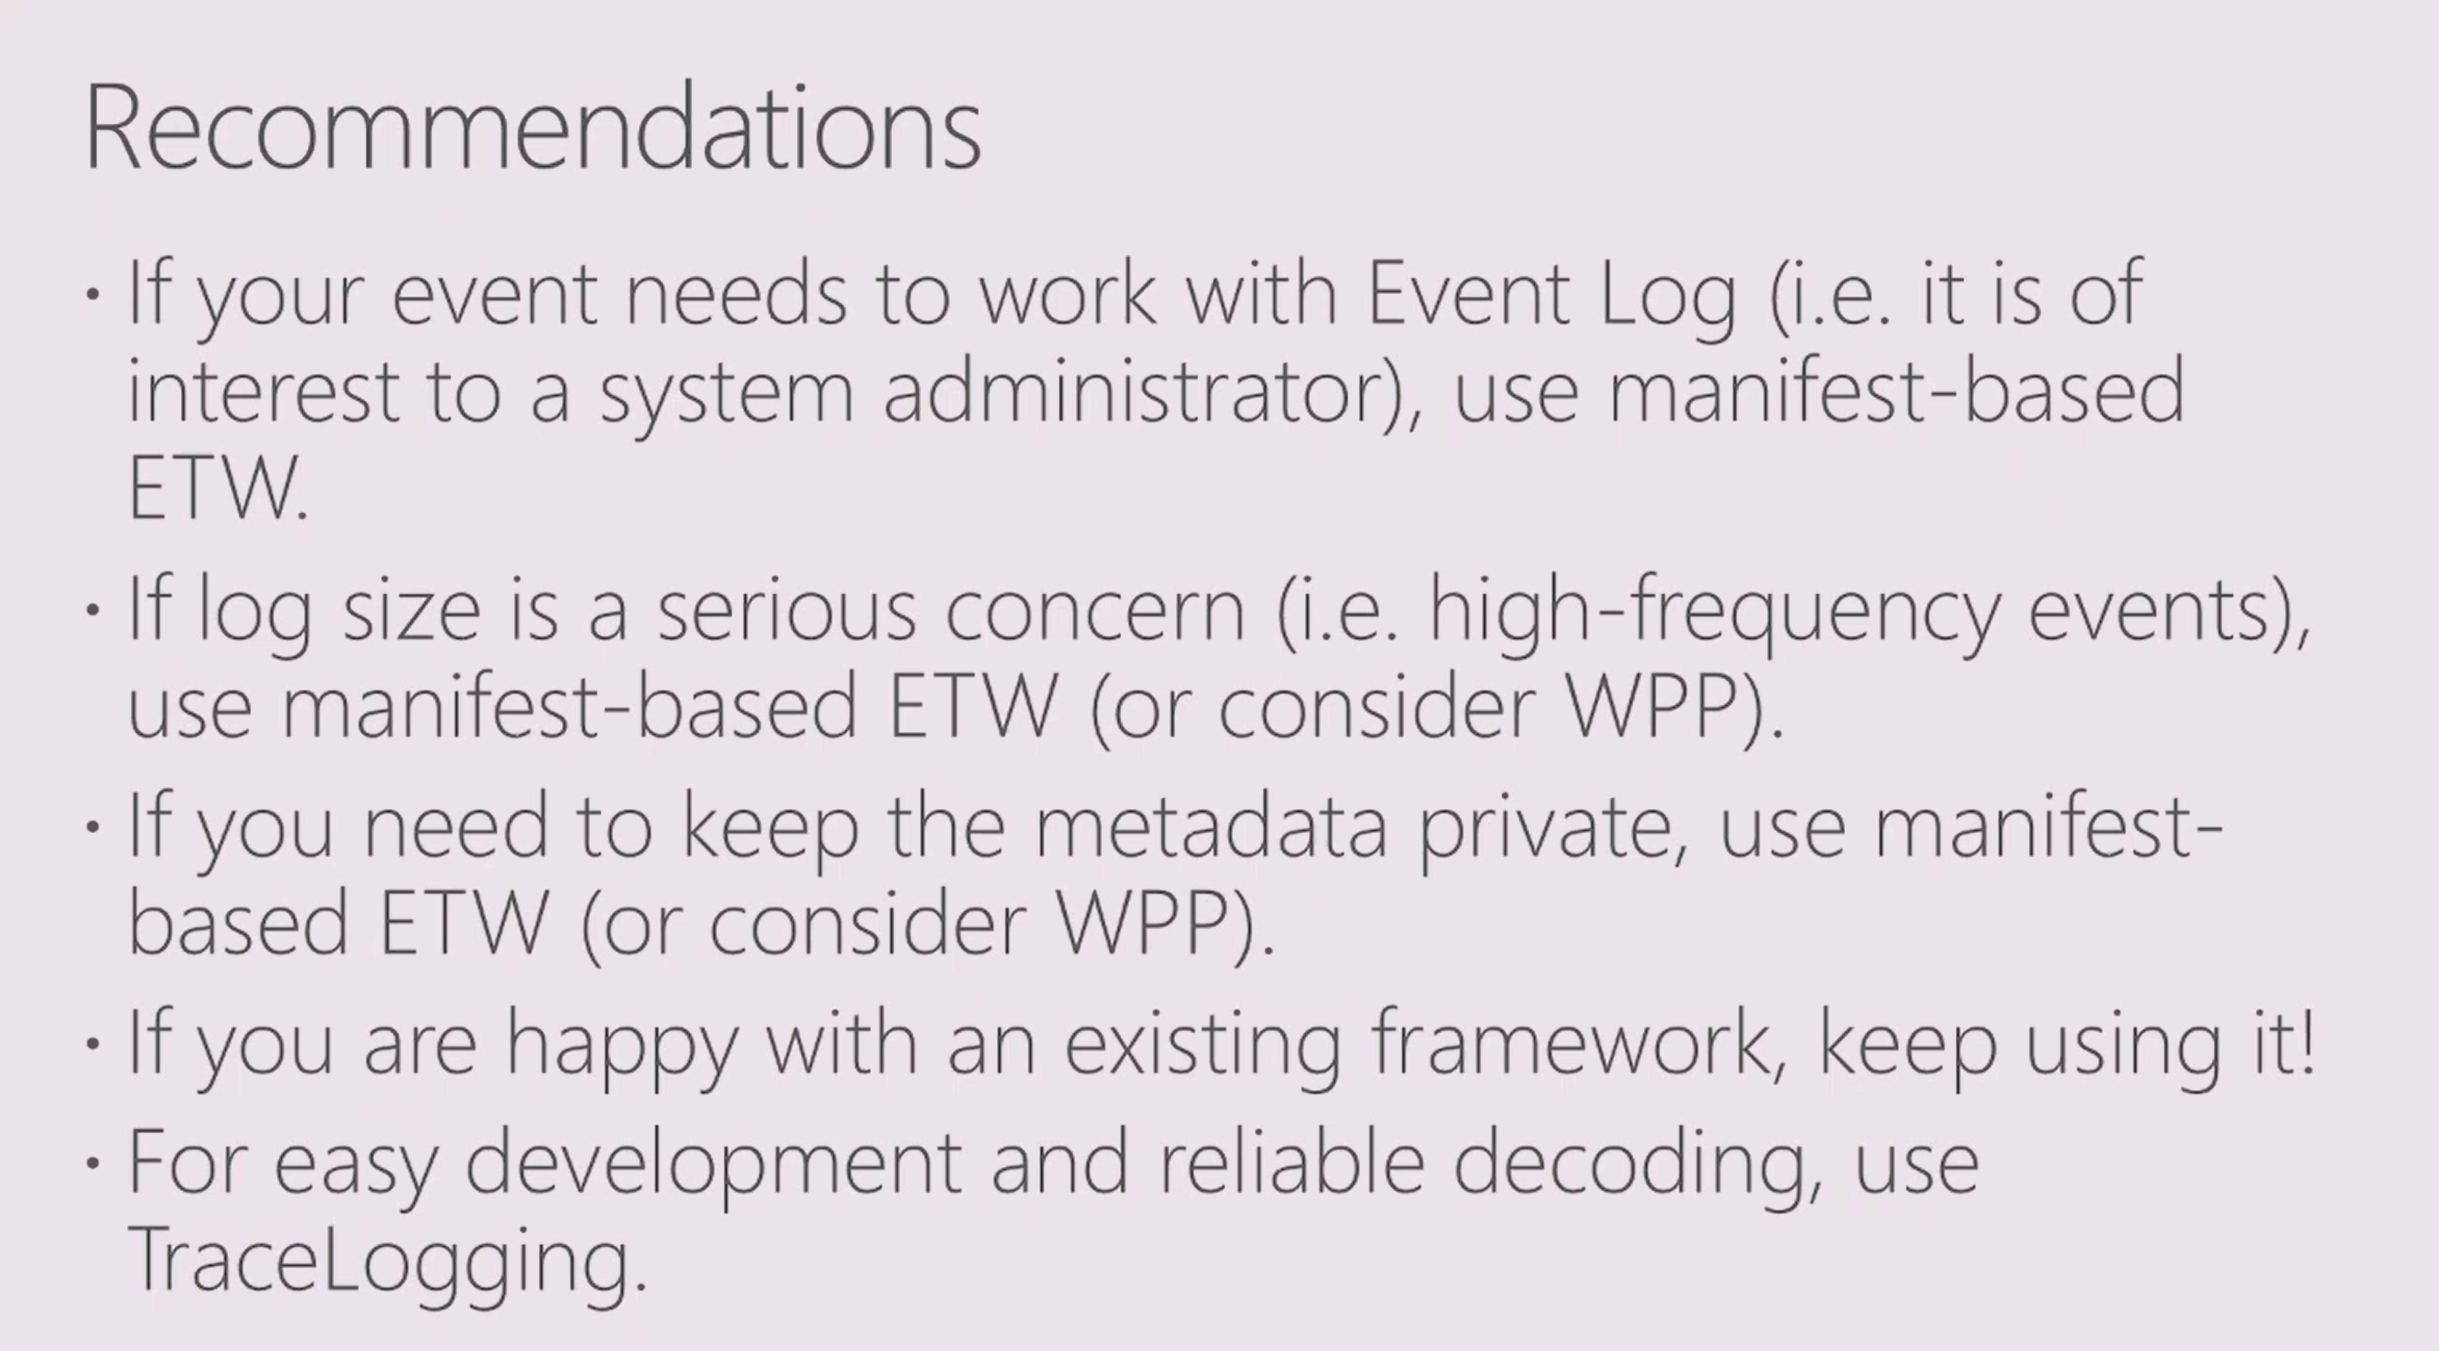 Recommendations
• If your event needs to work with Event Log (i.e. it is of
interest to a system administrator), use manifest-based
ETW.
• If log size is a serious concern (i.e. high-frequency events),
use manifest-based ETW (or consider WPP).
• If you need to keep the metadata private, use manifest-
based ETW (or consider WPP).
• If you are happy with an existing framework, keep using it!
• For easy development and reliable decoding, use
TraceLogging.